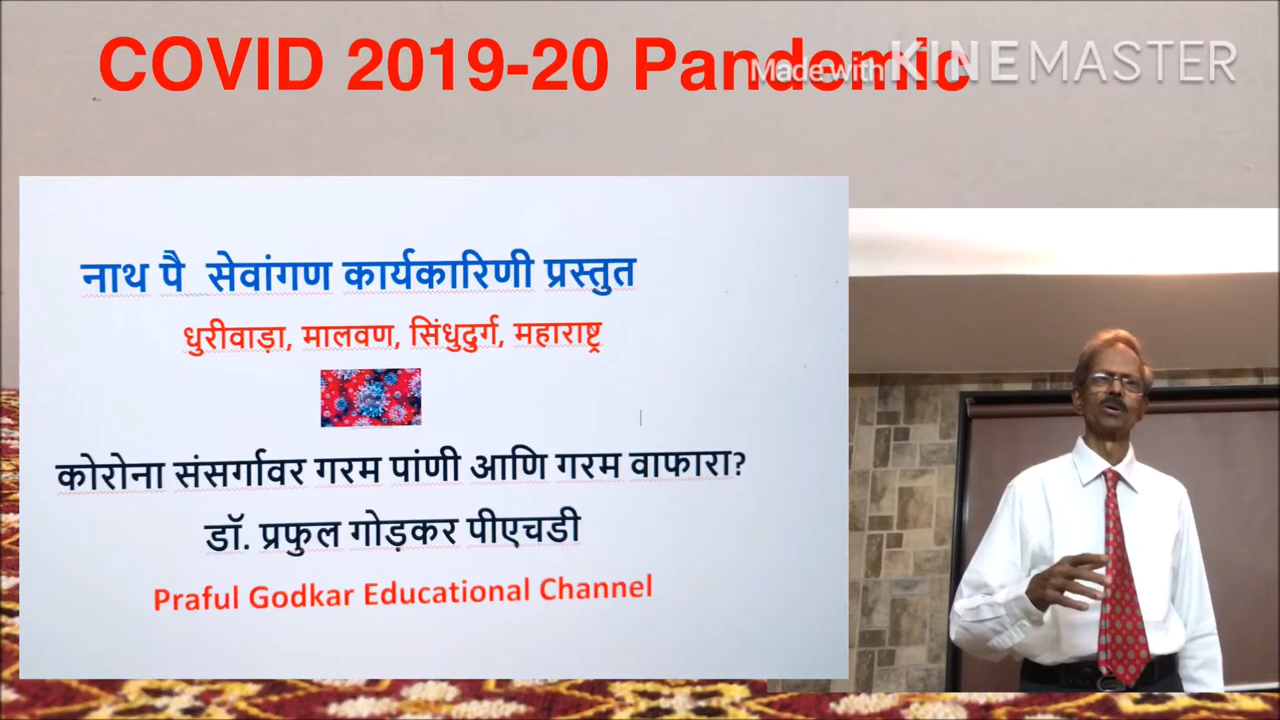 COVID 2019-20 Pandemic
Made with KINEMASTER
नाथ पै सेवांगण कार्यकारिणी प्रस्तुत
धुरीवाड़ा, मालवण, सिंधुदुर्ग, महाराष्ट्र
कोरोना संसर्गावर गरम पांणी आणि गरम वाफारा?
डॉ. प्रफुल गोड़कर पीएचडी
Praful Godkar Educational Channel